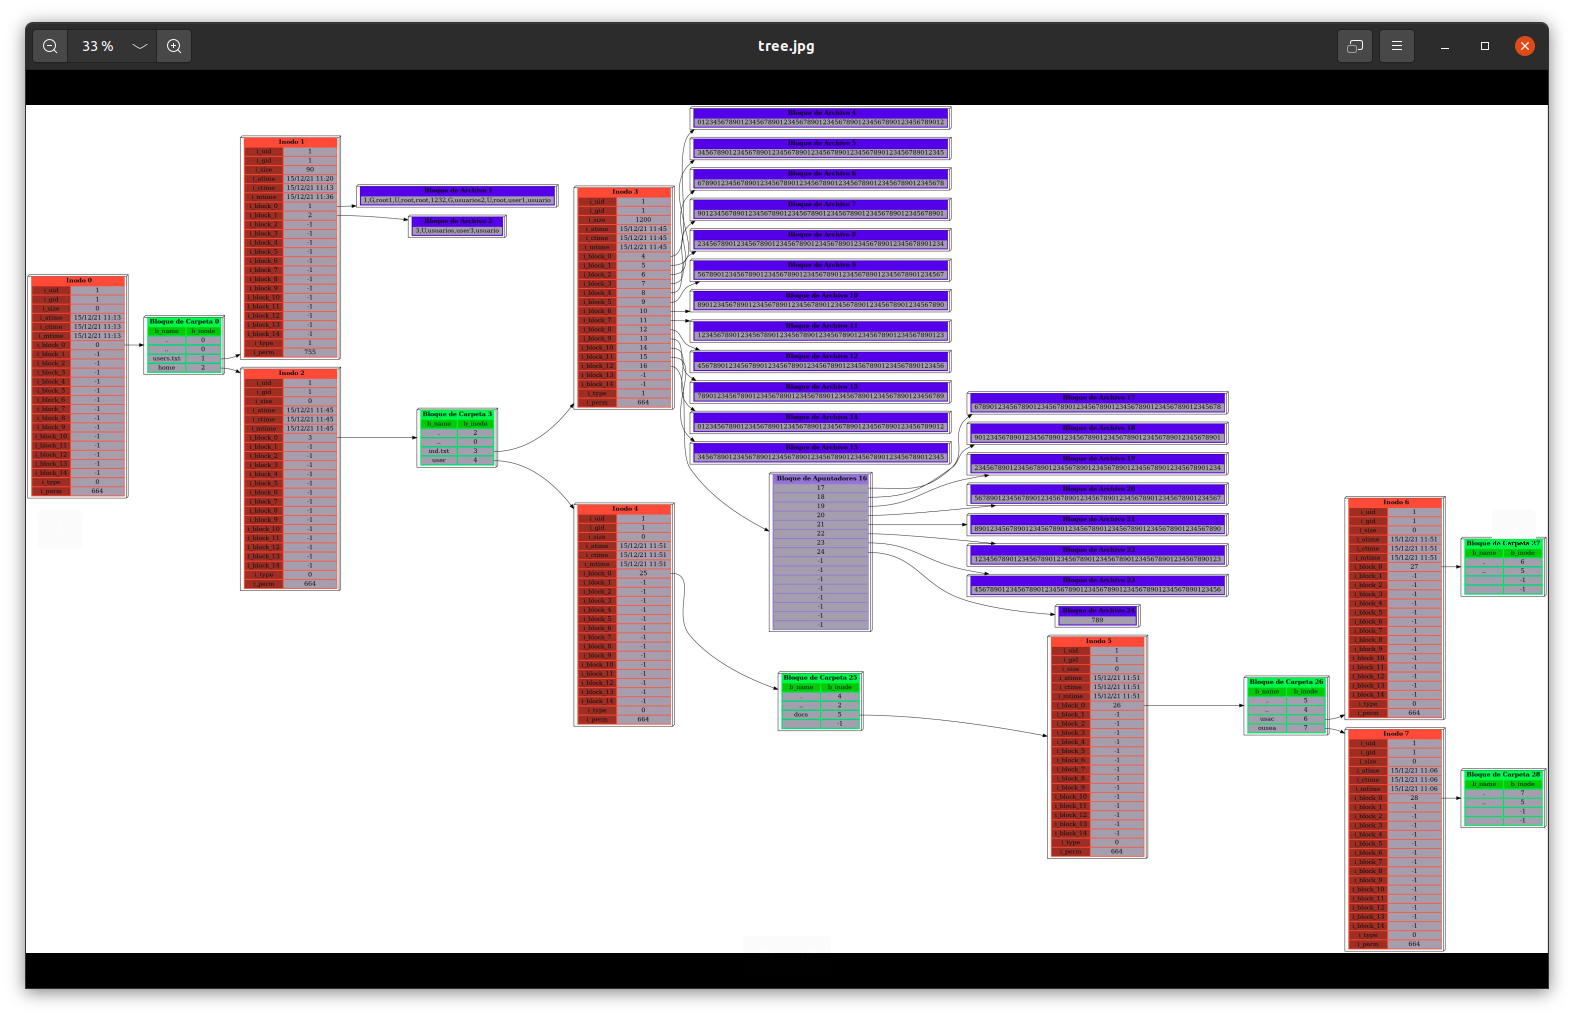 33 %
tree.jpg
Inodo 0
i_uid 1
i_gid 1
i_size 0
i_atime 15/12/21 11:13
i_ctime 15/12/21 11:13
i_mtime 15/12/21 11:13
i_block_0 0
i_block_1 -1
i_block_2 -1
i_block_3 -1
i_block_4 -1
i_block_5 -1
i_block_6 -1
i_block_7 -1
i_block_8 -1
i_block_9 -1
i_block_10 -1
i_block_11 -1
i_block_12 -1
i_block_13 -1
i_block_14 -1
i_type 0
i_perm 664
Bloque de Carpeta 0
b_name b_inode
. 0
.. 0
users.txt 1
home 2
Inodo 1
i_uid 1
i_gid 1
i_size 90
i_atime 15/12/21 11:20
i_ctime 15/12/21 11:13
i_mtime 15/12/21 11:36
i_block_0 1
i_block_1 2
i_block_2 -1
i_block_3 -1
i_block_4 -1
i_block_5 -1
i_block_6 -1
i_block_7 -1
i_block_8 -1
i_block_9 -1
i_block_10 -1
i_block_11 -1
i_block_12 -1
i_block_13 -1
i_block_14 -1
i_type 1
i_perm 755
Inodo 2
i_uid 1
i_gid 1
i_size 0
i_atime 15/12/21 11:45
i_ctime 15/12/21 11:45
i_mtime 15/12/21 11:45
i_block_0 3
i_block_1 -1
i_block_2 -1
i_block_3 -1
i_block_4 -1
i_block_5 -1
i_block_6 -1
i_block_7 -1
i_block_8 -1
i_block_9 -1
i_block_10 -1
i_block_11 -1
i_block_12 -1
i_block_13 -1
i_block_14 -1
i_type 0
i_perm 664
Bloque de Archivo 1
1,G,root1,U,root,root,1232,G,usuarios2,U,root,user1,usuario
Bloque de Archivo 2
3,U,usuarios,user3,usuario
Bloque de Carpeta 3
b_name b_inode
. 2
.. 0
ind.txt 3
user 4
Inodo 3
i_uid 1
i_gid 1
i_size 1200
i_atime 15/12/21 11:45
i_ctime 15/12/21 11:45
i_mtime 15/12/21 11:45
i_block_0 4
i_block_1 5
i_block_2 6
i_block_3 7
i_block_4 8
i_block_5 9
i_block_6 10
i_block_7 11
i_block_8 12
i_block_9 13
i_block_10 14
i_block_11 15
i_block_12 16
i_block_13 -1
i_block_14 -1
i_type 1
i_perm 664
Inodo 4
i_uid 1
i_gid 1
i_size 0
i_atime 15/12/21 11:51
i_ctime 15/12/21 11:51
i_mtime 15/12/21 11:51
i_block_0 25
i_block_1 -1
i_block_2 -1
i_block_3 -1
i_block_4 -1
i_block_5 -1
i_block_6 -1
i_block_7 -1
i_block_8 -1
i_block_9 -1
i_block_10 -1
i_block_11 -1
i_block_12 -1
i_block_13 -1
i_block_14 -1
i_type 0
i_perm 664
Bloque de Archivo 4
012345678901234567890123456789012345678901234567890123456789012
Bloque de Archivo 5
345678901234567890123456789012345678901234567890123456789012345
Bloque de Archivo 6
678901234567890123456789012345678901234567890123456789012345678
Bloque de Archivo 7
901234567890123456789012345678901234567890123456789012345678901
Bloque de Archivo 8
234567890123456789012345678901234567890123456789012345678901234
Bloque de Archivo 9
567890123456789012345678901234567890123456789012345678901234567
Bloque de Archivo 10
890123456789012345678901234567890123456789012345678901234567890
Bloque de Archivo 11
123456789012345678901234567890123456789012345678901234567890123
Bloque de Archivo 12
456789012345678901234567890123456789012345678901234567890123456
Bloque de Archivo 13
789012345678901234567890123456789012345678901234567890123456789
Bloque de Archivo 14
012345678901234567890123456789012345678901234567890123456789012
Bloque de Archivo 15
345678901234567890123456789012345678901234567890123456789012345
Bloque de Apuntadores 16
17
18
19
20
21
22
23
24
-1
-1
-1
-1
-1
-1
-1
-1
Bloque de Archivo 17
678901234567890123456789012345678901234567890123456789012345678
Bloque de Archivo 18
901234567890123456789012345678901234567890123456789012345678901
Bloque de Archivo 19
234567890123456789012345678901234567890123456789012345678901234
Bloque de Archivo 20
567890123456789012345678901234567890123456789012345678901234567
Bloque de Archivo 21
890123456789012345678901234567890123456789012345678901234567890
Bloque de Archivo 22
123456789012345678901234567890123456789012345678901234567890123
Bloque de Archivo 23
456789012345678901234567890123456789012345678901234567890123456
Bloque de Archivo 24
789
Bloque de Carpeta 25
b_name b_inode
. 4
.. 2
docs 5
-1
Inodo 5
i_uid 1
i_gid 1
i_size 0
i_atime 15/12/21 11:51
i_ctime 15/12/21 11:51
i_mtime 15/12/21 11:51
i_block_0 26
i_block_1 -1
i_block_2 -1
i_block_3 -1
i_block_4 -1
i_block_5 -1
i_block_6 -1
i_block_7 -1
i_block_8 -1
i_block_9 -1
i_block_10 -1
i_block_11 -1
i_block_12 -1
i_block_13 -1
i_block_14 -1
i_type 0
i_perm 664
Bloque de Carpeta 26
b_name b_inode
. 5
.. 4
usac 6
ousea 7
Inodo 6
i_uid 1
i_gid 1
i_size 0
i_atime 15/12/21 11:51
i_ctime 15/12/21 11:51
i_mtime 15/12/21 11:51
i_block_0 27
i_block_1 -1
i_block_2 -1
i_block_3 -1
i_block_4 -1
i_block_5 -1
i_block_6 -1
i_block_7 -1
i_block_8 -1
i_block_9 -1
i_block_10 -1
i_block_11 -1
i_block_12 -1
i_block_13 -1
i_block_14 -1
i_type 0
i_perm 664
Bloque de Carpeta 27
b_name b_inode
. 6
.. 5
-1
-1
Inodo 7
i_uid 1
i_gid 1
i_size 0
i_atime 15/12/21 11:06
i_ctime 15/12/21 11:06
i_mtime 15/12/21 11:06
i_block_0 28
i_block_1 -1
i_block_2 -1
i_block_3 -1
i_block_4 -1
i_block_5 -1
i_block_6 -1
i_block_7 -1
i_block_8 -1
i_block_9 -1
i_block_10 -1
i_block_11 -1
i_block_12 -1
i_block_13 -1
i_block_14 -1
i_type 0
i_perm 664
Bloque de Carpeta 28
b_name b_inode
. 7
.. 5
-1
-1